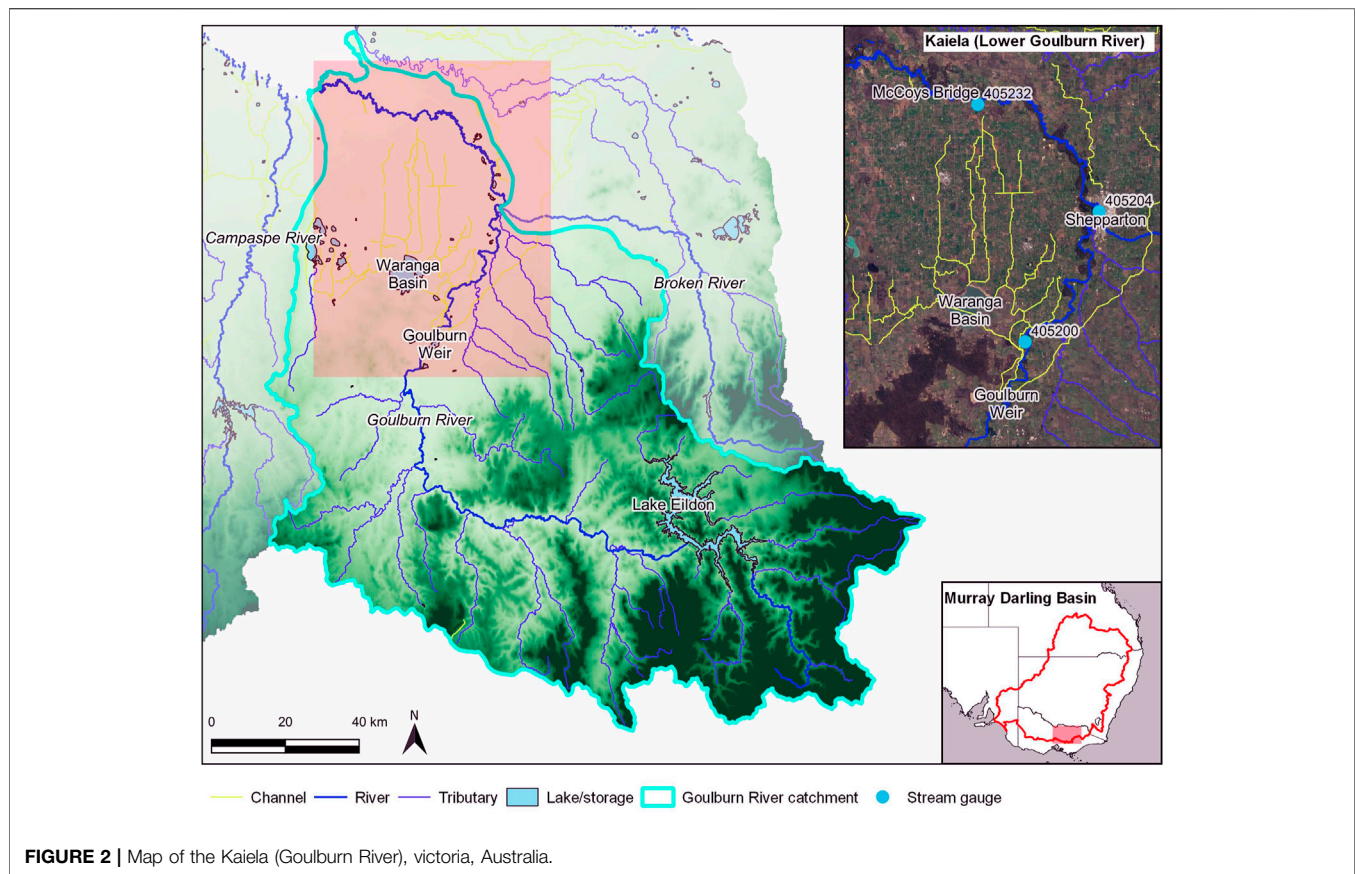 Kaiela (Lower Goulburn River)
McCoys Bridge 405232
405204
Shepparton
Waranga
Basin
405200
Goulburn
Weir
Campaspe River
Waranga
Basin
Broken River
Goulburn
Weir
Goulburn River
Lake Eildon
Murray Darling Basin
0 20 40 km
N
Channel River Tributary Lake/storage Goulburn River catchment Stream gauge
FIGURE 2 | Map of the Kaiela (Goulburn River), victoria, Australia.